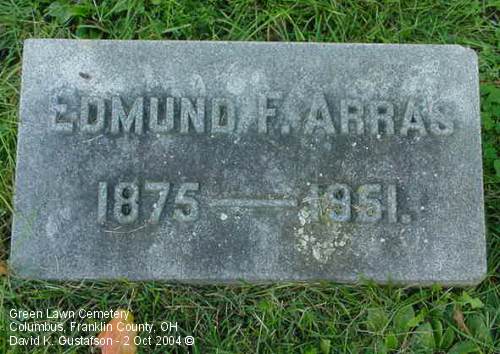 EDMUND F. ARRAS
1875 — 1951.
Green Lawn Cemetery
Columbus, Franklin County, OH
David K. Gustafson - 2 Oct 2004 ©